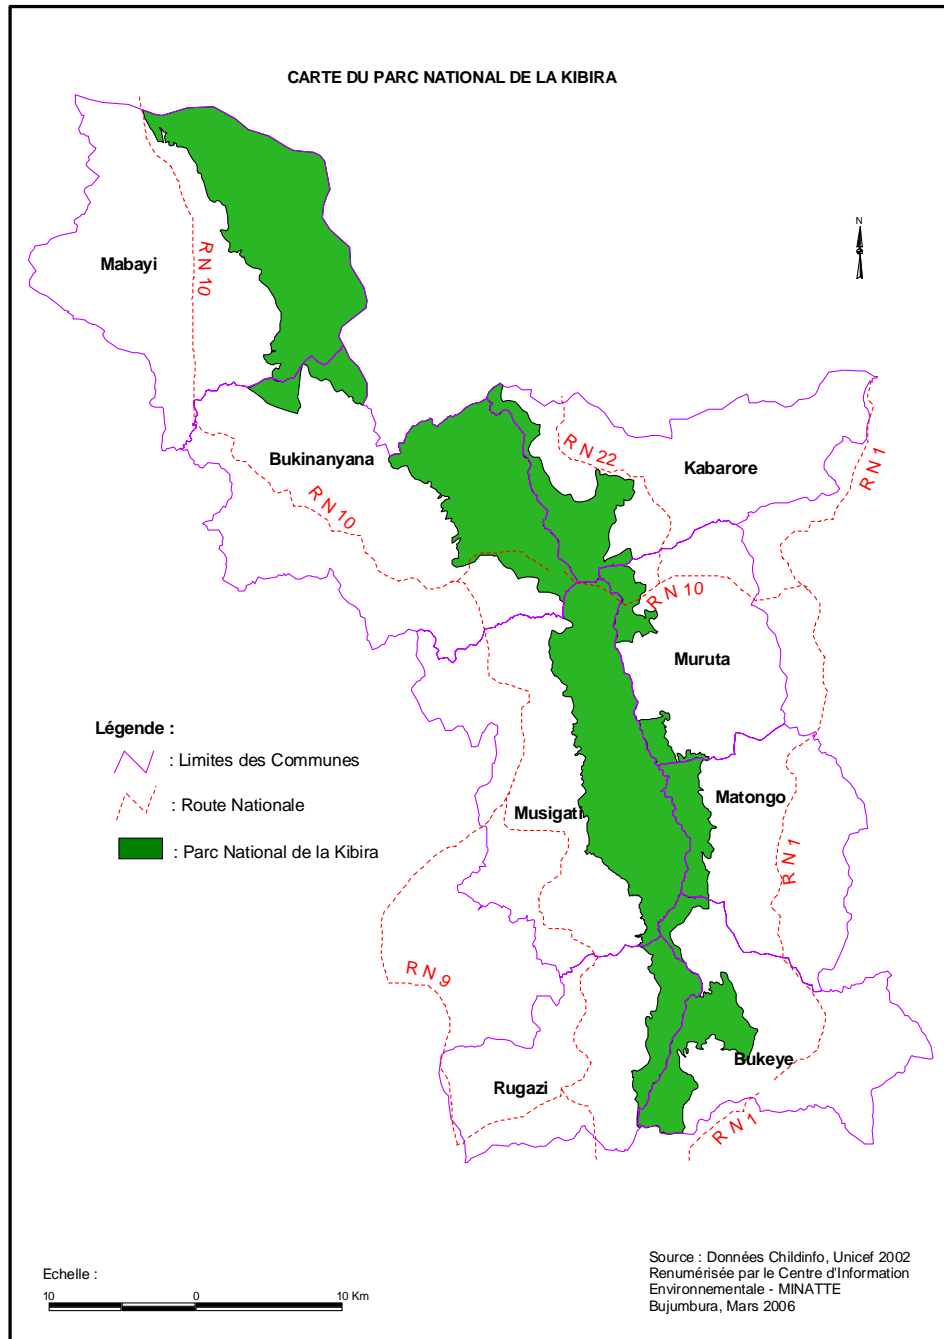 CARTE DU PARC NATIONAL DE LA KIBIRA
N
Mabayi
R N 10
Bukinanyana
R N 10
R N 22
Kabarore
R N 1
R N 10
Muruta
Légende :
: Limites des Communes
: Route Nationale
: Parc National de la Kibira
Musigati
Matongo
R N 1
R N 9
Rugazi
Bukeye
R N 1
Echelle :
10 0 10 Km
Source : Données Childinfo, Unicef 2002
Renumérisée par le Centre d'Information
Environnementale - MINATTE
Bujumbura, Mars 2006